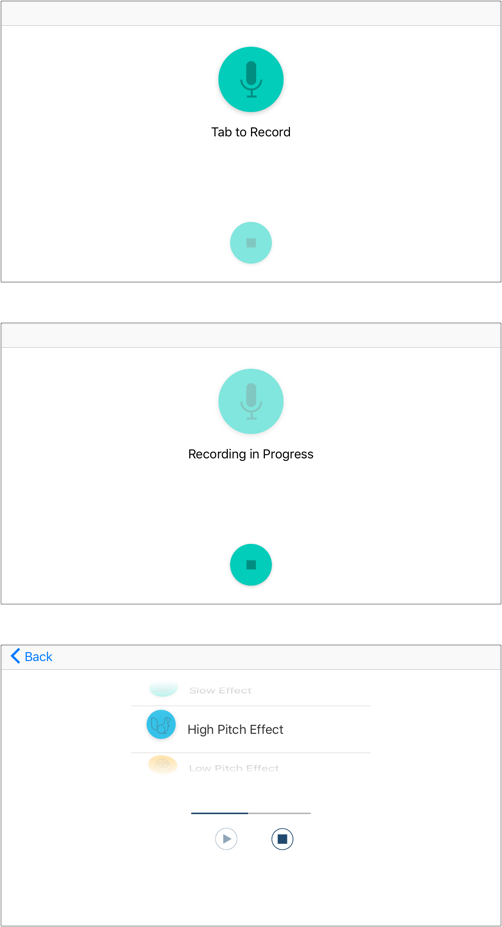 Tab to Record
Recording in Progress
Back
Slow Effect
High Pitch Effect
Low Pitch Effect